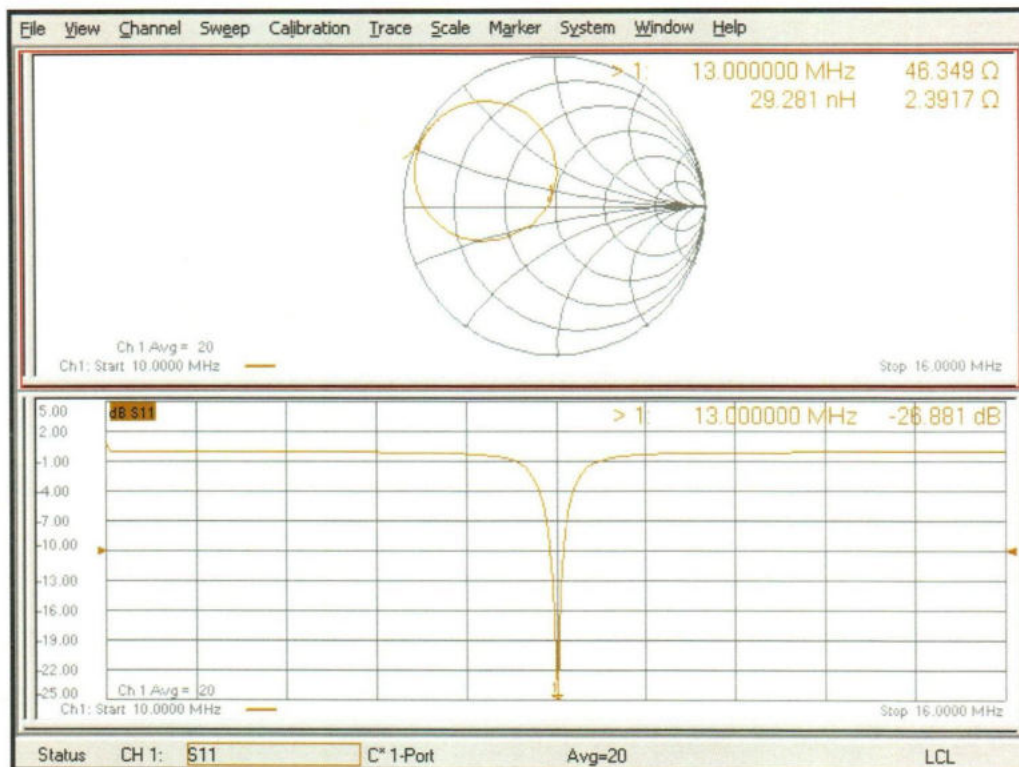 File View Channel Sweep Calibration Trace Scale Marker System Window Help
> 1: 13.000000 MHz 46.349 Ω
29.281 nH 2.3917 Ω
Ch 1 Avg = 20
Ch1: Start 10.0000 MHz
Stop 16.0000 MHz
5.00
dB S11
> 1: 13.000000 MHz -26.881 dB
2.00
-1.00
-4.00
-7.00
-10.00
-13.00
-16.00
-19.00
-22.00
-25.00
1
Ch 1 Avg = 20
Ch1: Start 10.0000 MHz
Stop 16.0000 MHz
Status CH 1: S11 C* 1-Port Avg=20 LCL